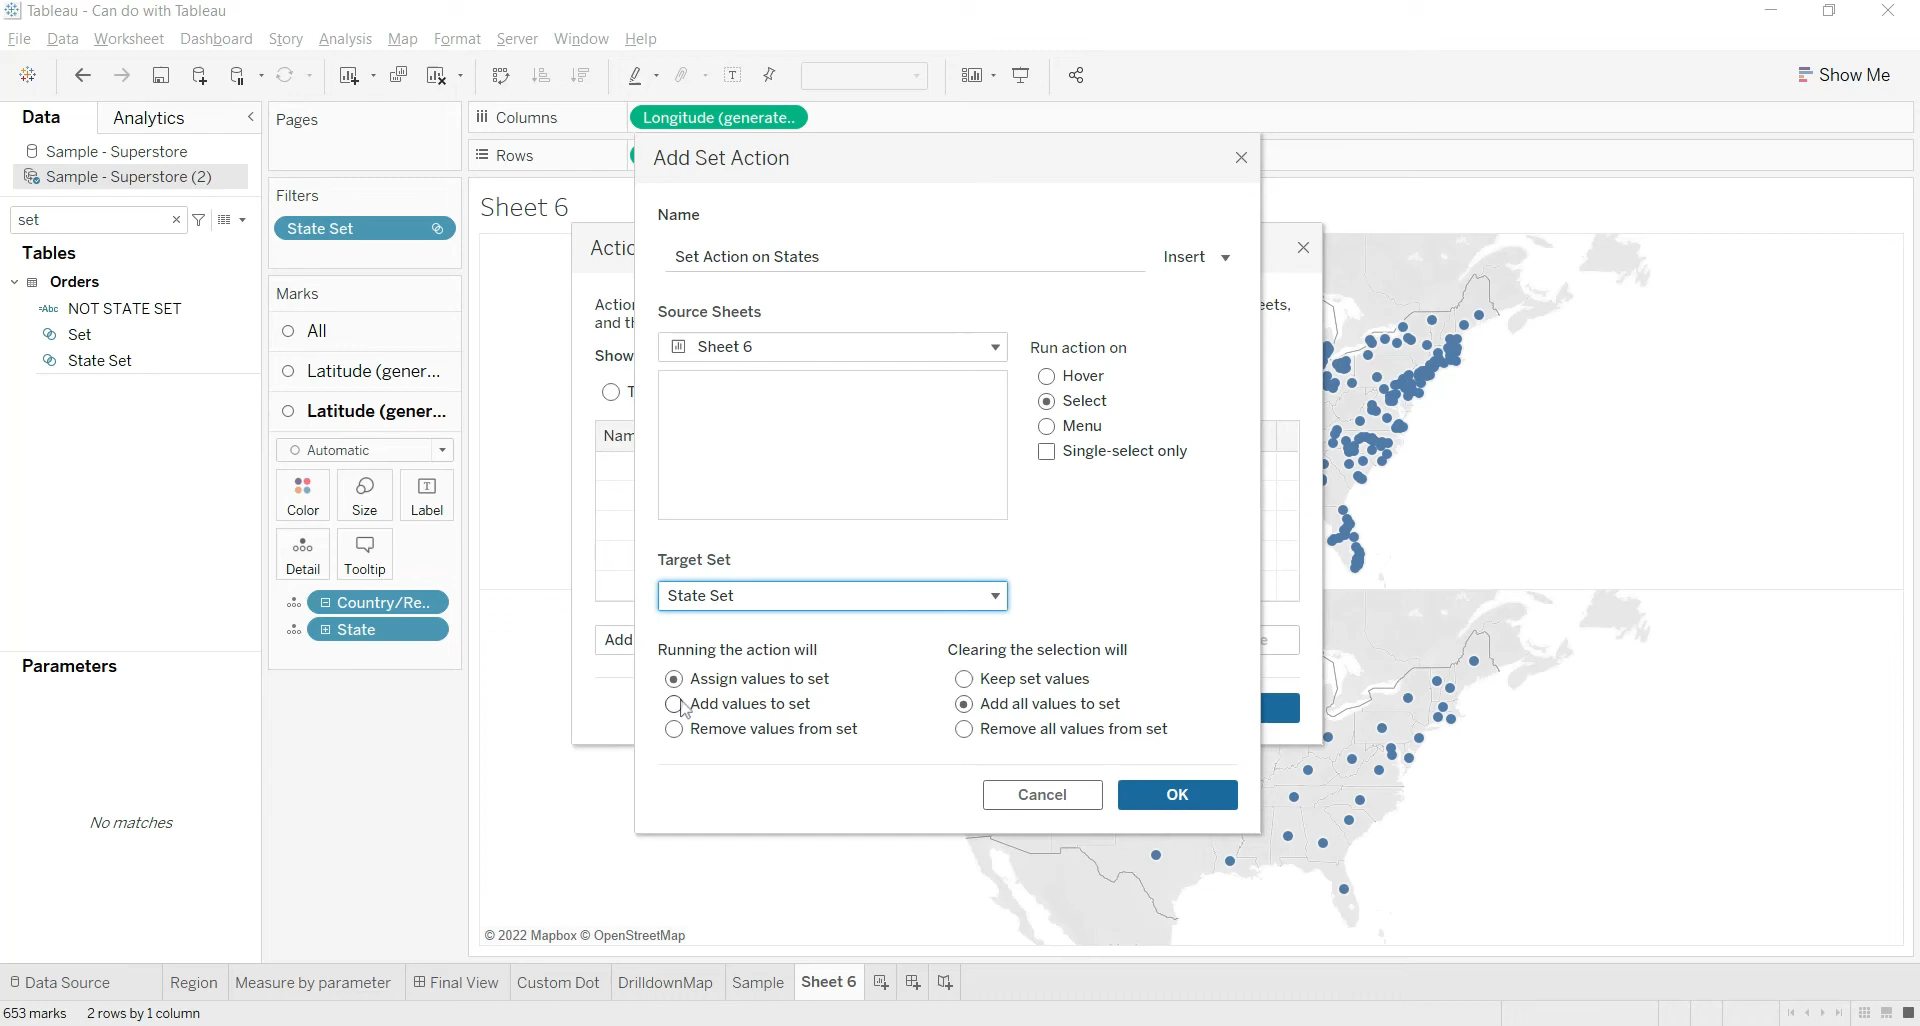 Tableau - Can do with Tableau
File Data Worksheet Dashboard Story Analysis Map Format Server Window Help
Show Me
Data Analytics
Sample - Superstore
Sample - Superstore (2)
set
Tables
Orders
Abc NOT STATE SET
Set
State Set
Parameters
No matches
Pages
Filters
State Set
Marks
All
Latitude (gener...
Latitude (gener...
Automatic
Color Size Label
Detail Tooltip
Country/Re..
State
Columns Longitude (generate..
Rows
Sheet 6
Add Set Action
Name
Set Action on States Insert
Source Sheets
Sheet 6
Run action on
Hover
Select
Menu
Single-select only
Target Set
State Set
Running the action will
Assign values to set
Add values to set
Remove values from set
Clearing the selection will
Keep set values
Add all values to set
Remove all values from set
Cancel OK
© 2022 Mapbox © OpenStreetMap
Data Source Region Measure by parameter Final View Custom Dot DrilldownMap Sample Sheet 6
653 marks 2 rows by 1 column